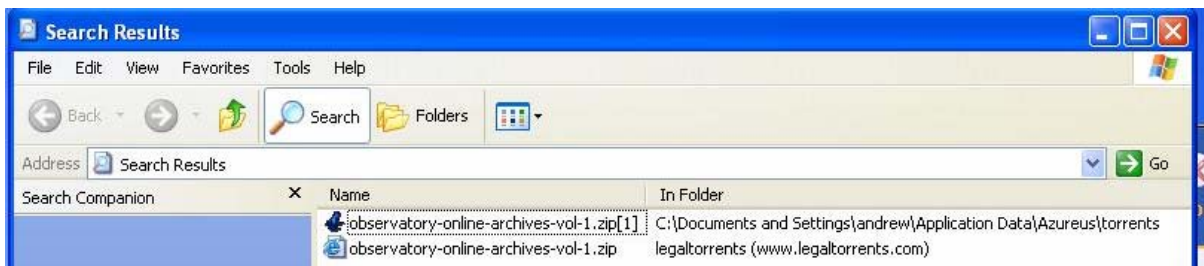 Search Results
File Edit View Favorites Tools Help
Back Search Folders
Address Search Results Go
Search Companion Name In Folder
observatory-online-archives-vol-1.zip[1] C:\Documents and Settings\andrew\Application Data\Azureus\torrents
observatory-online-archives-vol-1.zip legaltorrents (www.legaltorrents.com)